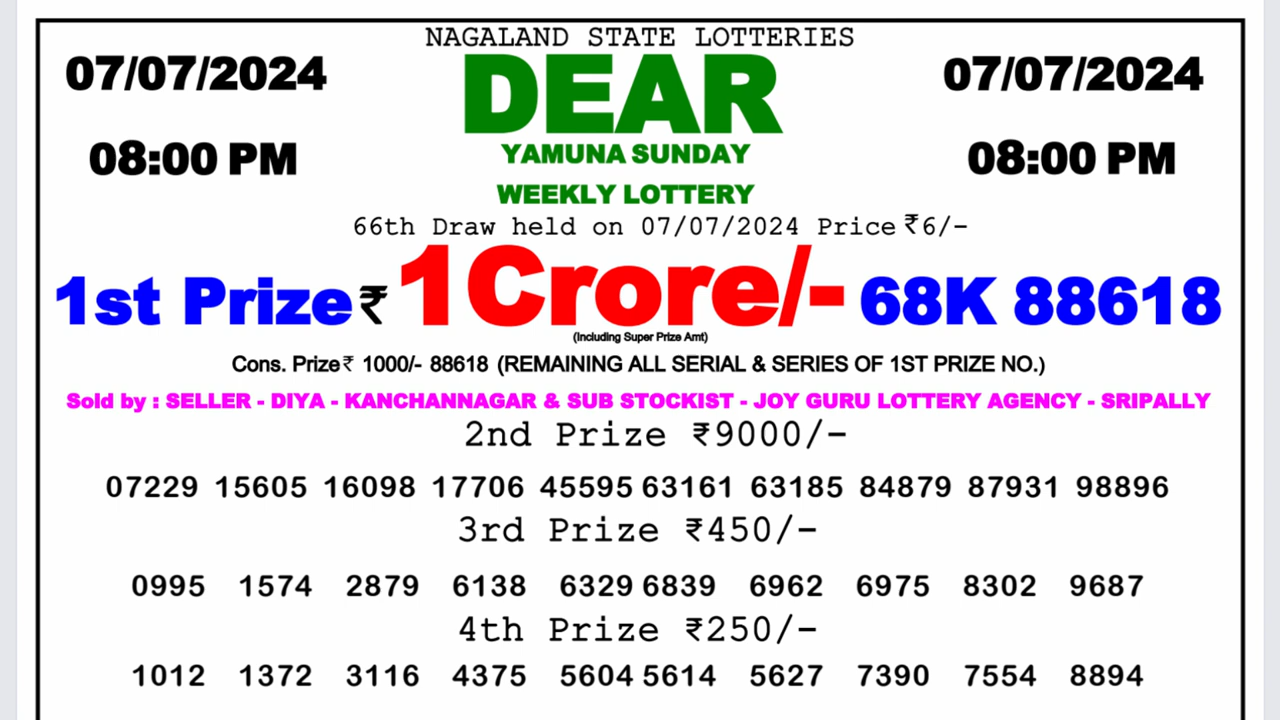 NAGALAND STATE LOTTERIES
07/07/2024 DEAR 07/07/2024
08:00 PM YAMUNA SUNDAY 08:00 PM
WEEKLY LOTTERY
66th Draw held on 07/07/2024 Price ₹6/-
1st Prize ₹ 1Crore/- 68K 88618
(Including Super Prize Amt)
Cons. Prize ₹ 1000/- 88618 (REMAINING ALL SERIAL & SERIES OF 1ST PRIZE NO.)
Sold by : SELLER - DIYA - KANCHANNAGAR & SUB STOCKIST - JOY GURU LOTTERY AGENCY - SRIPALLY
2nd Prize ₹9000/-
07229 15605 16098 17706 45595 63161 63185 84879 87931 98896
3rd Prize ₹450/-
0995 1574 2879 6138 6329 6839 6962 6975 8302 9687
4th Prize ₹250/-
1012 1372 3116 4375 5604 5614 5627 7390 7554 8894